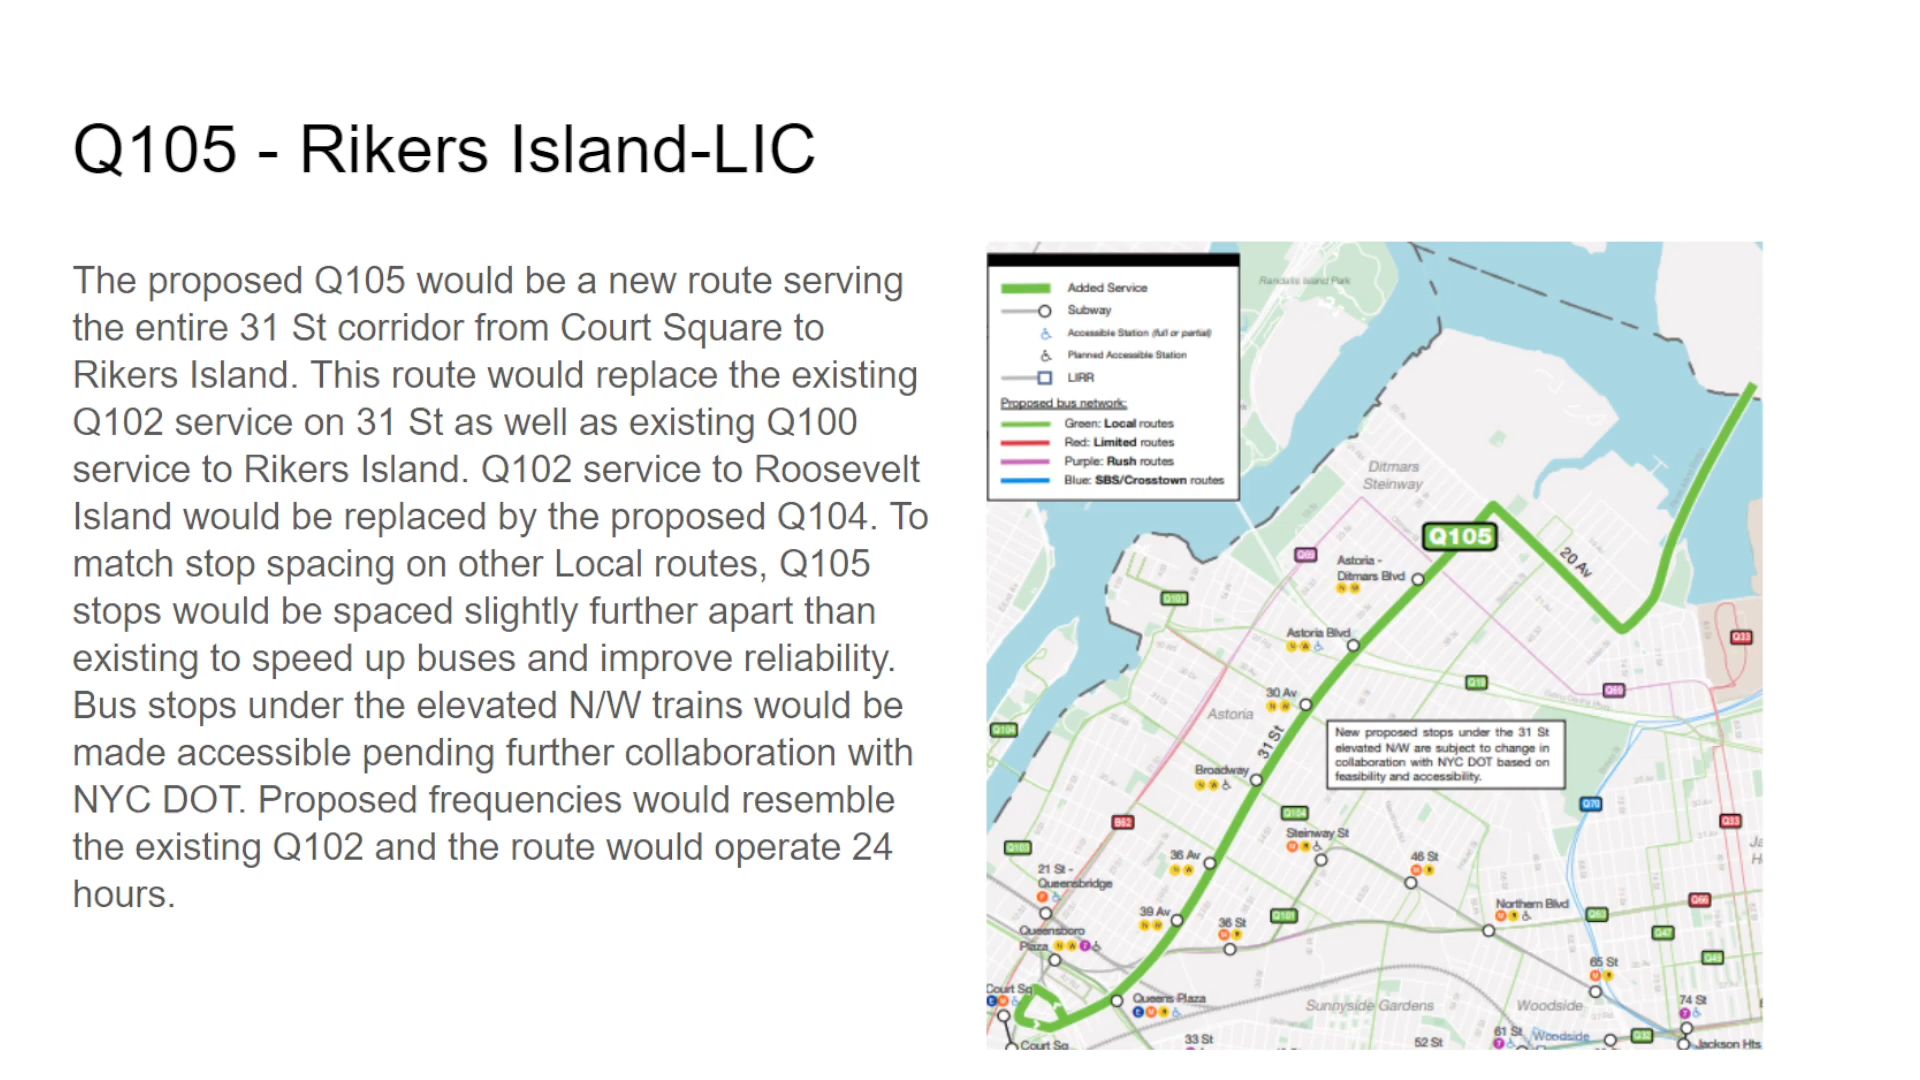 Q105 - Rikers Island-LIC
The proposed Q105 would be a new route serving
the entire 31 St corridor from Court Square to
Rikers Island. This route would replace the existing
Q102 service on 31 St as well as existing Q100
service to Rikers Island. Q102 service to Roosevelt
Island would be replaced by the proposed Q104. To
match stop spacing on other Local routes, Q105
stops would be spaced slightly further apart than
existing to speed up buses and improve reliability.
Bus stops under the elevated N/W trains would be
made accessible pending further collaboration with
NYC DOT. Proposed frequencies would resemble
the existing Q102 and the route would operate 24
hours.
Added Service
Subway
Accessible Station (full or partial)
Planned Accessible Station
LIRR
Proposed bus network:
Green: Local routes
Red: Limited routes
Purple: Rush routes
Blue: SBS/Crosstown routes
Randalls Island Park
Ditmars
Steinway
Q105
20 Av
Q69
Astoria -
Ditmars Blvd
N W
Q103
Astoria Blvd
N W
Q33
30 Av
N W
Q19
Q69
Astoria
Q104
31 St
New proposed stops under the 31 St
elevated N/W are subject to change in
collaboration with NYC DOT based on
feasibility and accessibility.
Broadway
N W
Q70
B62
Q104
Q33
Steinway St
M R
Q103
36 Av
N W
46 St
M R
21 St -
Queensbridge
F
39 Av
N W
36 St
M R
Q101
Northern Blvd
M R
Q63
Q66
Queensboro
Plaza N W 7
Q47
Q49
65 St
M R
Court Sq
E M
Queens Plaza
E M R
Sunnyside Gardens
Woodside
74 St
7
33 St
52 St
61 St
7
Woodside
Q32
Jackson Hts
Court Sq